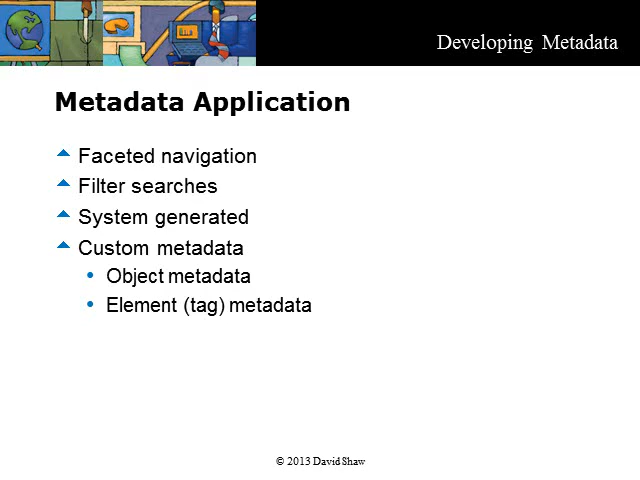 Developing Metadata
Metadata Application
Faceted navigation
Filter searches
System generated
Custom metadata
Object metadata
Element (tag) metadata
© 2013 David Shaw